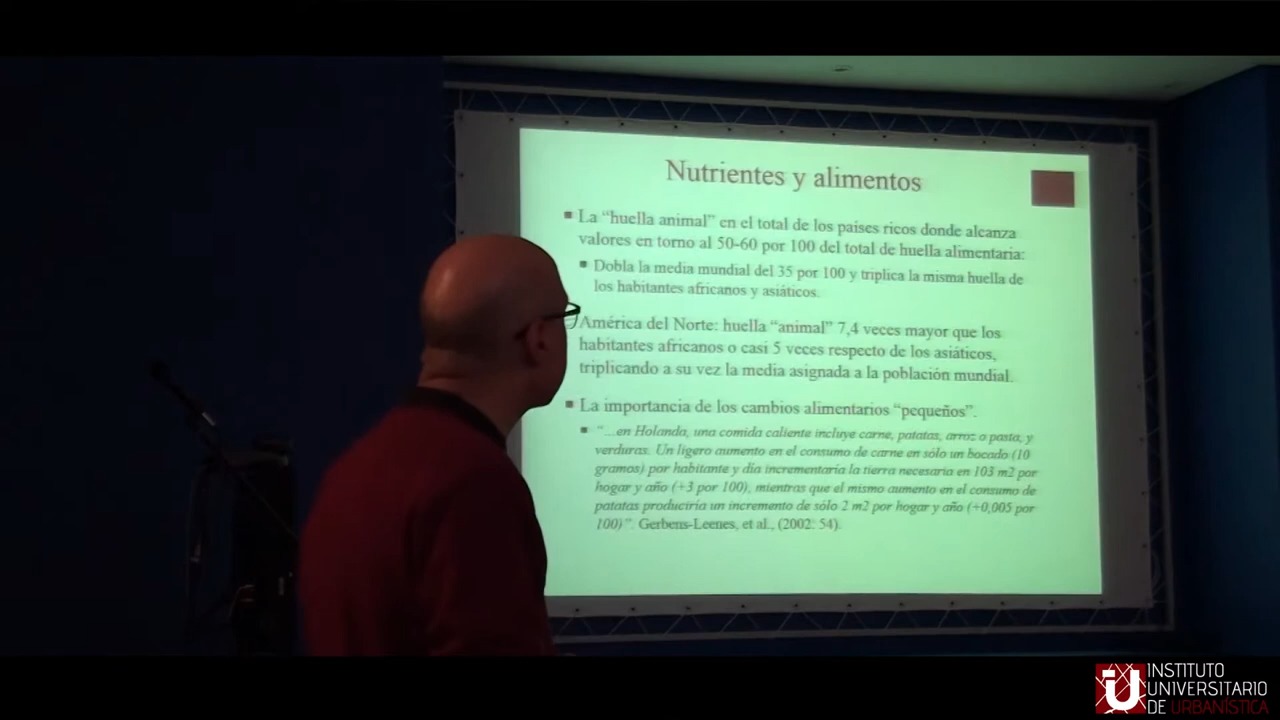 Nutrientes y alimentos
La “huella animal” en el total de los paises ricos donde alcanza
valores en torno al 50-60 por 100 del total de huella alimentaria:
Dobla la media mundial del 35 por 100 y triplica la misma huella de
los habitantes africanos y asiáticos.
América del Norte: huella “animal” 7,4 veces mayor que los
habitantes africanos o casi 5 veces respecto de los asiáticos,
triplicando a su vez la media asignada a la población mundial.
La importancia de los cambios alimentarios “pequeños”.
“...en Holanda, una comida caliente incluye carne, patatas, arroz o pasta, y
verduras. Un ligero aumento en el consumo de carne en sólo un bocado (10
gramos) por habitante y día incrementaría la tierra necesaria en 103 m2 por
hogar y año (+3 por 100), mientras que el mismo aumento en el consumo de
patatas produciría un incremento de sólo 2 m2 por hogar y año (+0,005 por
100)”. Gerbens-Leenes, et al., (2002: 54).
iU INSTITUTO
UNIVERSITARIO
DE URBANÍSTICA